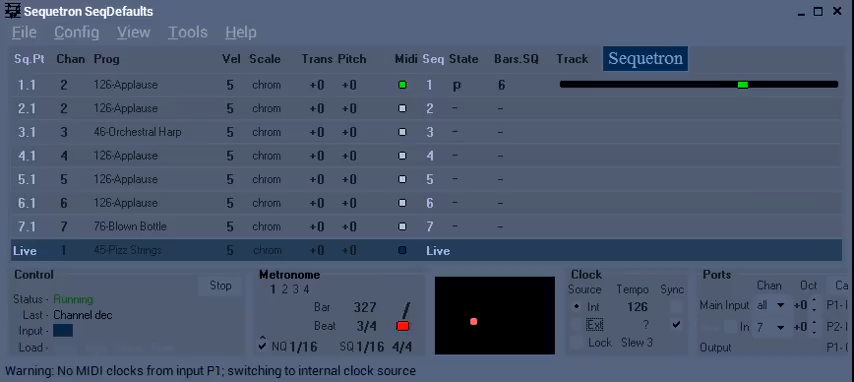 Sequetron SeqDefaults
File Config View Tools Help
Sq.Pt Chan Prog Vel Scale Trans Pitch Midi Seq State Bars.SQ Track Sequetron
1.1 2 126-Applause 5 chrom +0 +0 1 p 6
2.1 2 126-Applause 5 chrom +0 +0 2 -  -
3.1 3 46-Orchestral Harp 5 chrom +0 +0 3 - -
4.1 4 126-Applause 5 chrom +0 +0 4 - -
5.1 5 126-Applause 5 chrom +0 +0 5 - -
6.1 6 126-Applause 5 chrom +0 +0 6 - -
7.1 7 76-Blown Bottle 5 chrom +0 +0 7 - -
Live 1 45-Pizz Strings 5 chrom +0 +0 Live
Control
Stop
Status - Running
Last - Channel dec
Input -
Load -
Metronome
1 2 3 4
Bar 327 /
Beat 3/4
NQ 1/16 SQ 1/16 4/4
Clock
Source Tempo Sync
Int 126
Ext ?
Lock Slew 3
Ports
Chan Oct Ca
Main Input all +0 P1-
In 7 +0 P2-
Output P1-
Warning: No MIDI clocks from input P1; switching to internal clock source